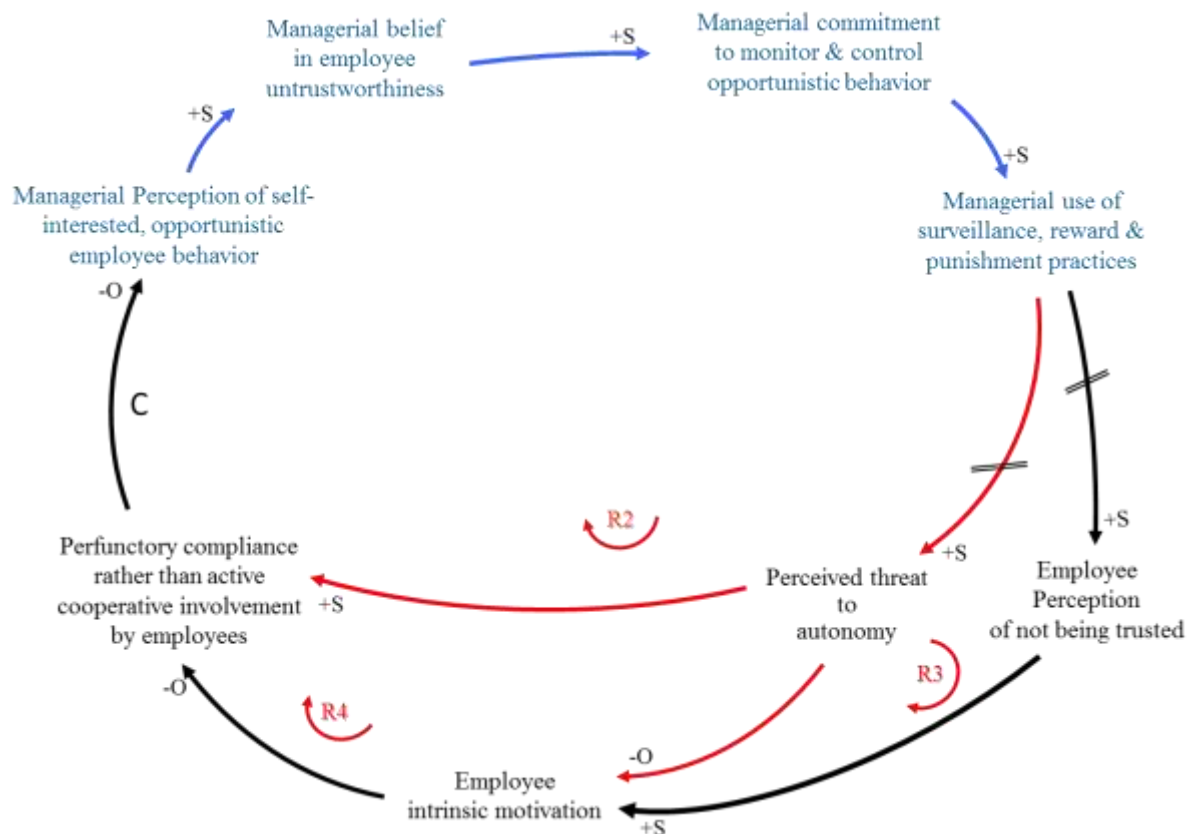 Managerial belief
in employee
untrustworthiness
+S
Managerial commitment
to monitor & control
opportunistic behavior
+S
+S
Managerial Perception of self-
interested, opportunistic
employee behavior
Managerial use of
surveillance, reward &
punishment practices
-O
C
R2
+S
+S
Perfunctory compliance
rather than active
cooperative involvement
by employees
+S
Perceived threat
to
autonomy
Employee
Perception
of not being trusted
R3
-O
R4
-O
Employee
intrinsic motivation
+S